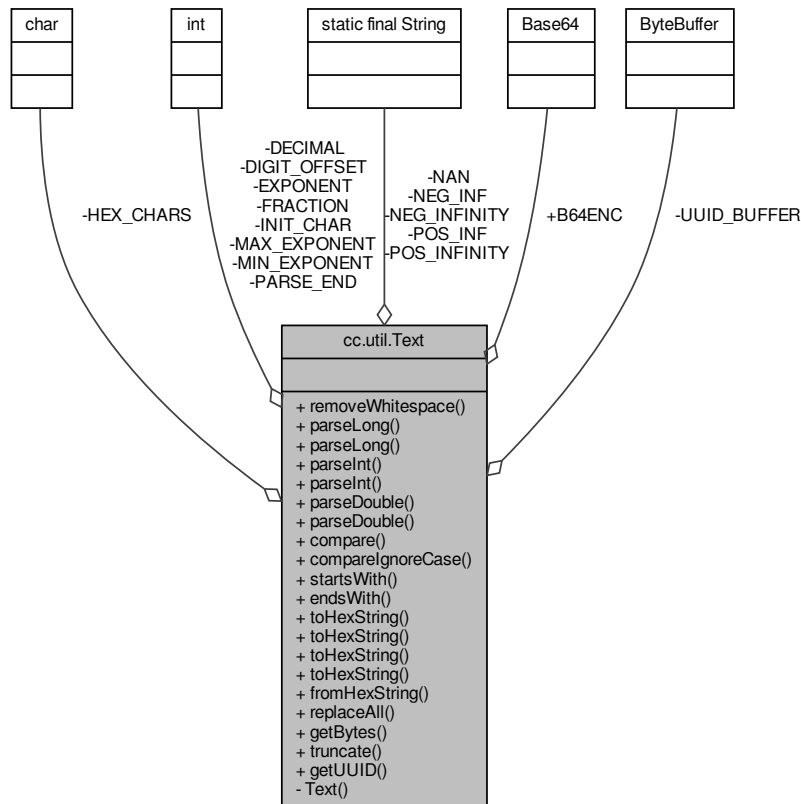 char
int
static final String
Base64
ByteBuffer
-HEX_CHARS
-DECIMAL
-DIGIT_OFFSET
-EXPONENT
-FRACTION
-INIT_CHAR
-MAX_EXPONENT
-MIN_EXPONENT
-PARSE_END
-NAN
-NEG_INF
-NEG_INFINITY
-POS_INF
-POS_INFINITY
+B64ENC
-UUID_BUFFER
cc.util.Text
+ removeWhitespace()
+ parseLong()
+ parseLong()
+ parseInt()
+ parseInt()
+ parseDouble()
+ parseDouble()
+ compare()
+ compareIgnoreCase()
+ startsWith()
+ endsWith()
+ toHexString()
+ toHexString()
+ toHexString()
+ toHexString()
+ fromHexString()
+ replaceAll()
+ getBytes()
+ truncate()
+ getUUID()
- Text()